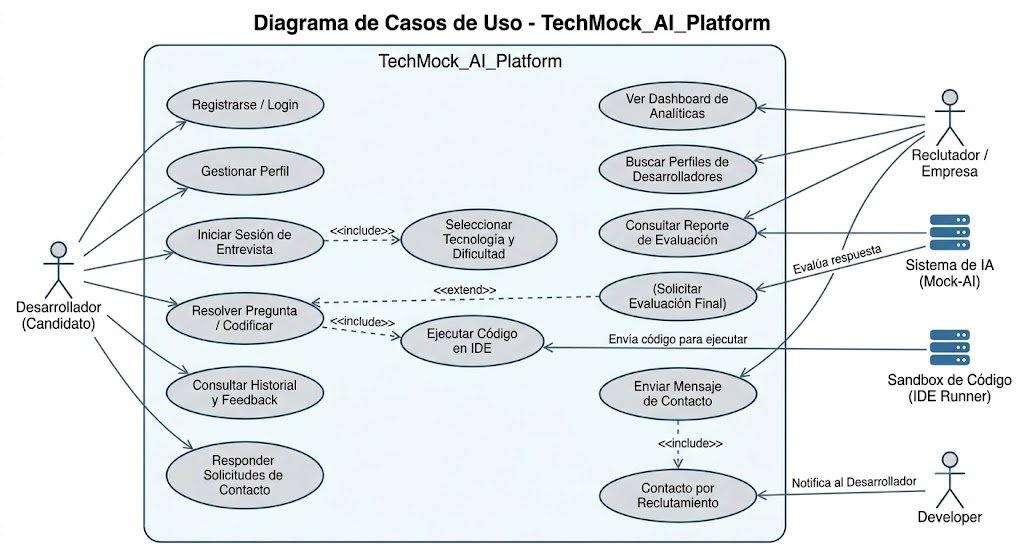 Diagrama de Casos de Uso - TechMock_AI_Platform
TechMock_AI_Platform
Registrarse / Login
Gestionar Perfil
Iniciar Sesión de
Entrevista
<<include>>
Seleccionar
Tecnología y
Dificultad
Resolver Pregunta
/ Codificar
<<extend>>
<<include>>
Ejecutar Código
en IDE
Consultar Historial
y Feedback
Responder
Solicitudes de
Contacto
Desarrollador
(Candidato)
Ver Dashboard de
Analíticas
Buscar Perfiles de
Desarrolladores
Consultar Reporte
de Evaluación
(Solicitar
Evaluación Final)
Evalúa respuesta
Envía código para ejecutar
Enviar Mensaje
de Contacto
<<include>>
Contacto por
Reclutamiento
Notifica al Desarrollador
Reclutador /
Empresa
Sistema de IA
(Mock-AI)
Sandbox de Código
(IDE Runner)
Developer